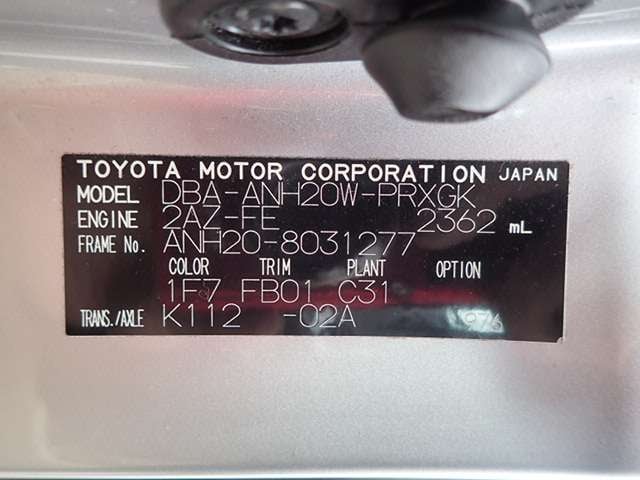 TOYOTA MOTOR CORPORATION JAPAN
MODEL DBA-ANH20W-PRXGK
ENGINE 2AZ-FE 2362 mL
FRAME No. ANH20-8031277
COLOR TRIM PLANT OPTION
1F7 FB01 C31
TRANS./AXLE K112 -02A 976